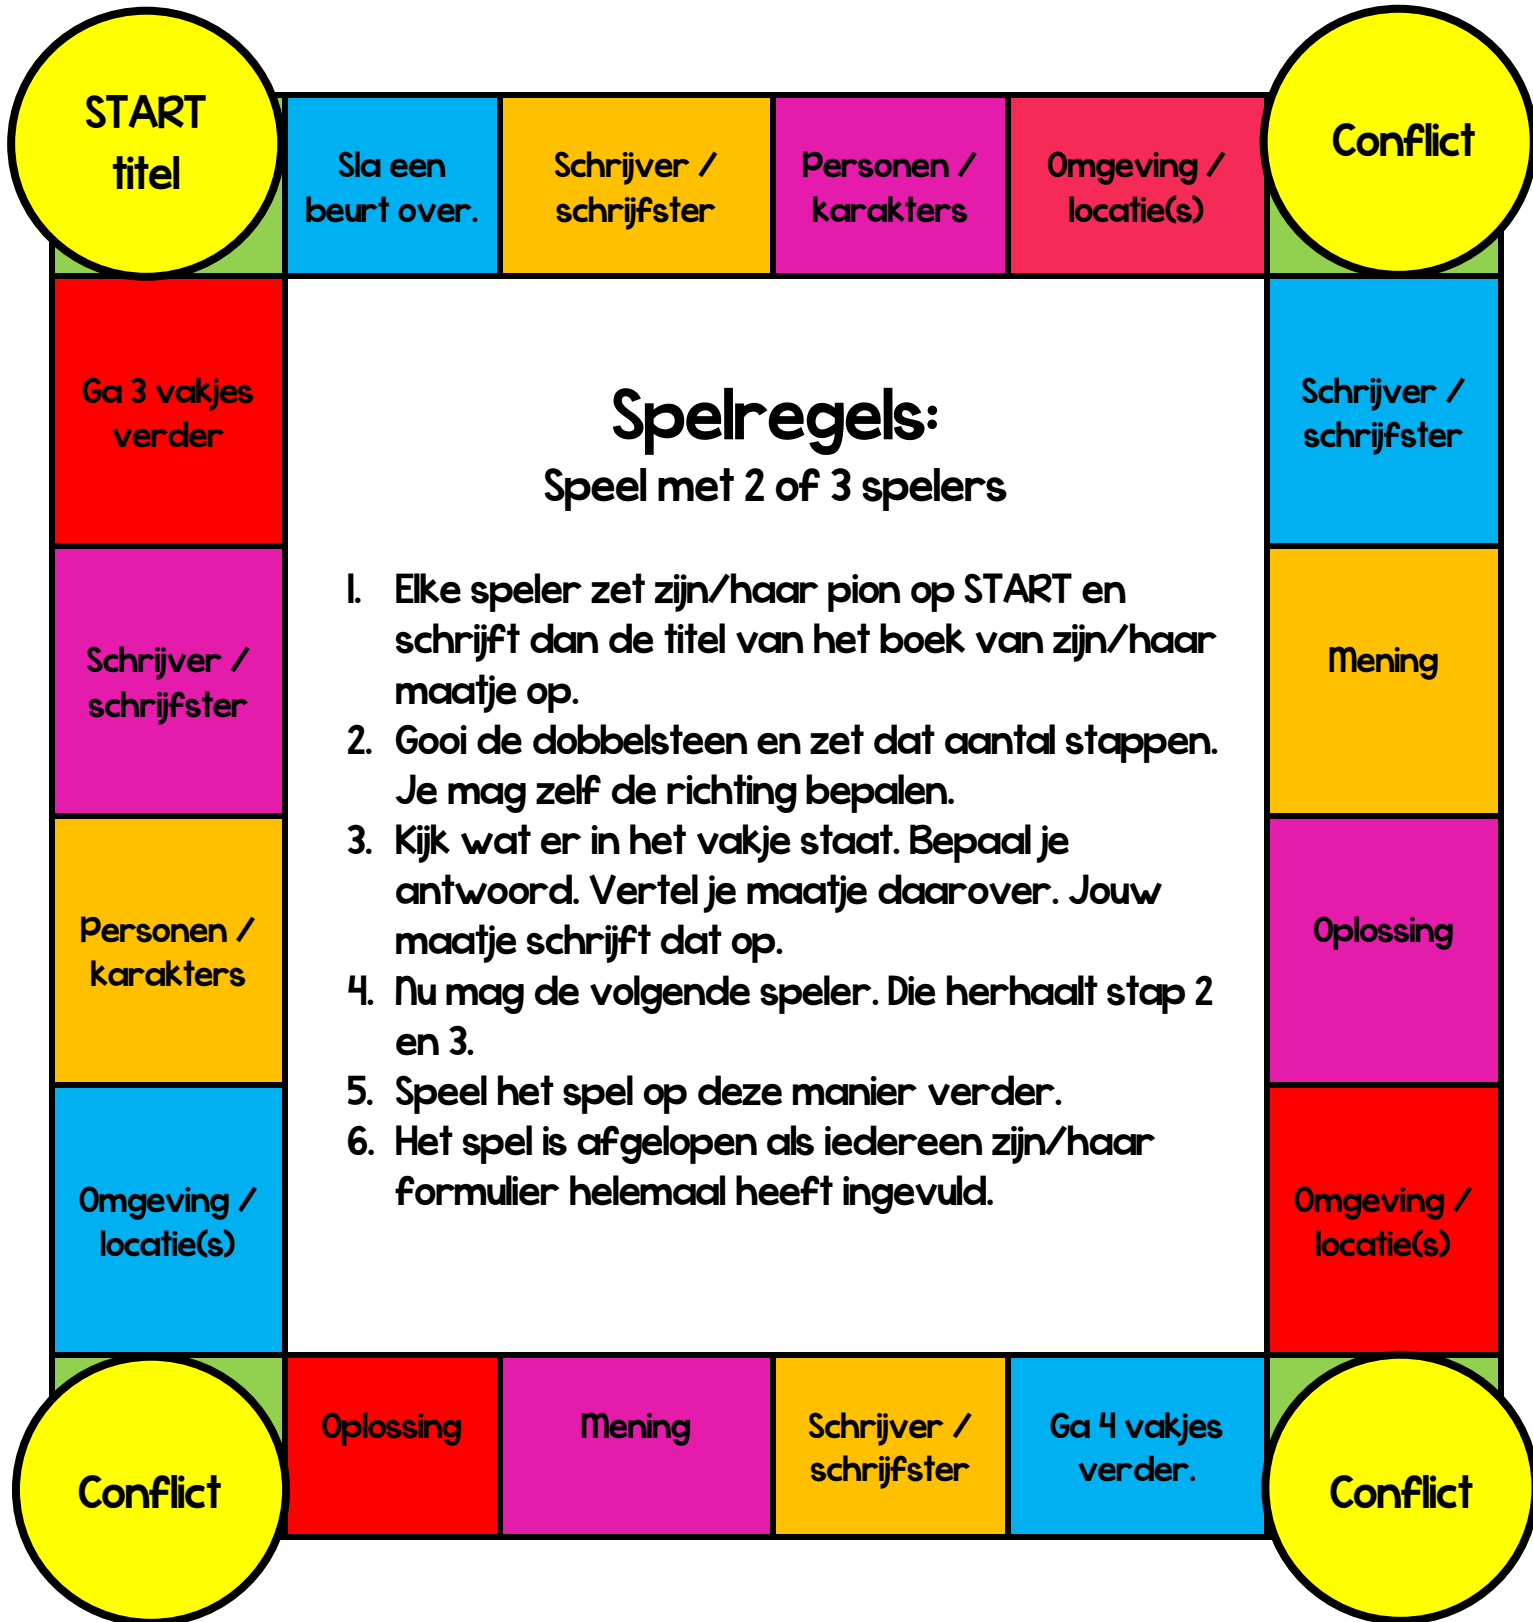 START
titel
Sla een
beurt over.
Schrijver /
schrijfster
Personen /
karakters
Omgeving /
locatie(s)
Conflict
Ga 3 vakjes
verder
Schrijver /
schrijfster
Personen /
karakters
Omgeving /
locatie(s)
Spelregels:
Speel met 2 of 3 spelers
1. Elke speler zet zijn/haar pion op START en
schrijft dan de titel van het boek van zijn/haar
maatje op.
2. Gooi de dobbelsteen en zet dat aantal stappen.
Je mag zelf de richting bepalen.
3. Kijk wat er in het vakje staat. Bepaal je
antwoord. Vertel je maatje daarover. Jouw
maatje schrijft dat op.
4. Nu mag de volgende speler. Die herhaalt stap 2
en 3.
5. Speel het spel op deze manier verder.
6. Het spel is afgelopen als iedereen zijn/haar
formulier helemaal heeft ingevuld.
Schrijver /
schrijfster
Mening
Oplossing
Omgeving /
locatie(s)
Conflict
Oplossing
Mening
Schrijver /
schrijfster
Ga 4 vakjes
verder.
Conflict